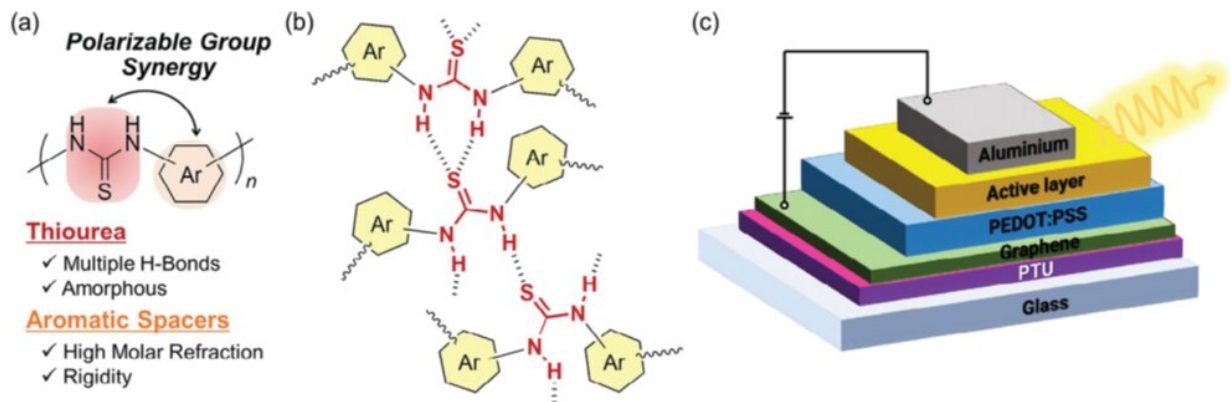 (a)
Polarizable Group
Synergy
H
N
H
N
S
Ar
n
Thiourea
✓ Multiple H-Bonds
✓ Amorphous
Aromatic Spacers
✓ High Molar Refraction
✓ Rigidity
(b)
Ar
S
Ar
N
N
H
H
Ar
S
Ar
N
N
H
H
S
H
N
N
Ar
H
Ar
(c)
Aluminium
Active layer
PEDOT:PSS
Graphene
PTU
Glass